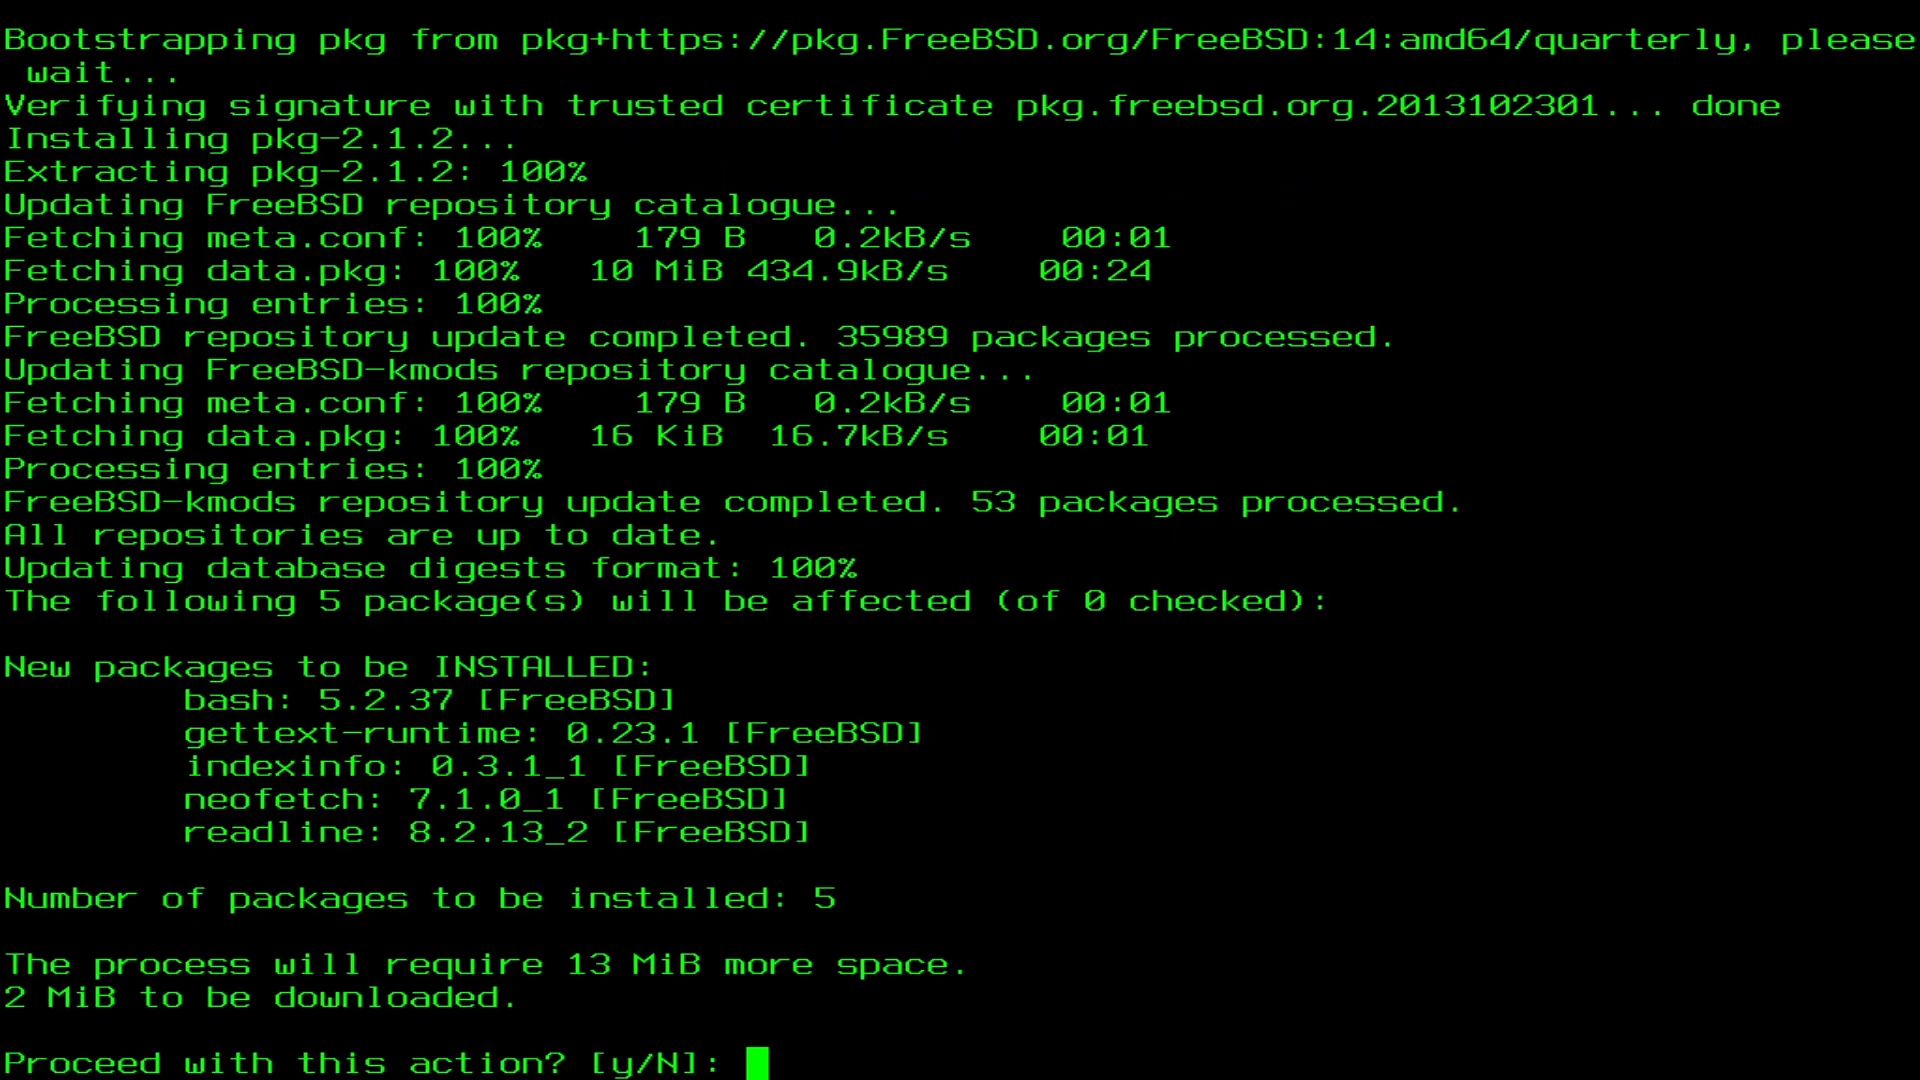 Bootstrapping pkg from pkg+https://pkg.FreeBSD.org/FreeBSD:14:amd64/quarterly, please
 wait...
Verifying signature with trusted certificate pkg.freebsd.org.2013102301... done
Installing pkg-2.1.2...
Extracting pkg-2.1.2: 100%
Updating FreeBSD repository catalogue...
Fetching meta.conf: 100%    179 B   0.2kB/s    00:01
Fetching data.pkg: 100%   10 MiB 434.9kB/s    00:24
Processing entries: 100%
FreeBSD repository update completed. 35989 packages processed.
Updating FreeBSD-kmods repository catalogue...
Fetching meta.conf: 100%    179 B   0.2kB/s    00:01
Fetching data.pkg: 100%   16 KiB  16.7kB/s    00:01
Processing entries: 100%
FreeBSD-kmods repository update completed. 53 packages processed.
All repositories are up to date.
Updating database digests format: 100%
The following 5 package(s) will be affected (of 0 checked):

New packages to be INSTALLED:
        bash: 5.2.37 [FreeBSD]
        gettext-runtime: 0.23.1 [FreeBSD]
        indexinfo: 0.3.1_1 [FreeBSD]
        neofetch: 7.1.0_1 [FreeBSD]
        readline: 8.2.13_2 [FreeBSD]

Number of packages to be installed: 5

The process will require 13 MiB more space.
2 MiB to be downloaded.

Proceed with this action? [y/N]: